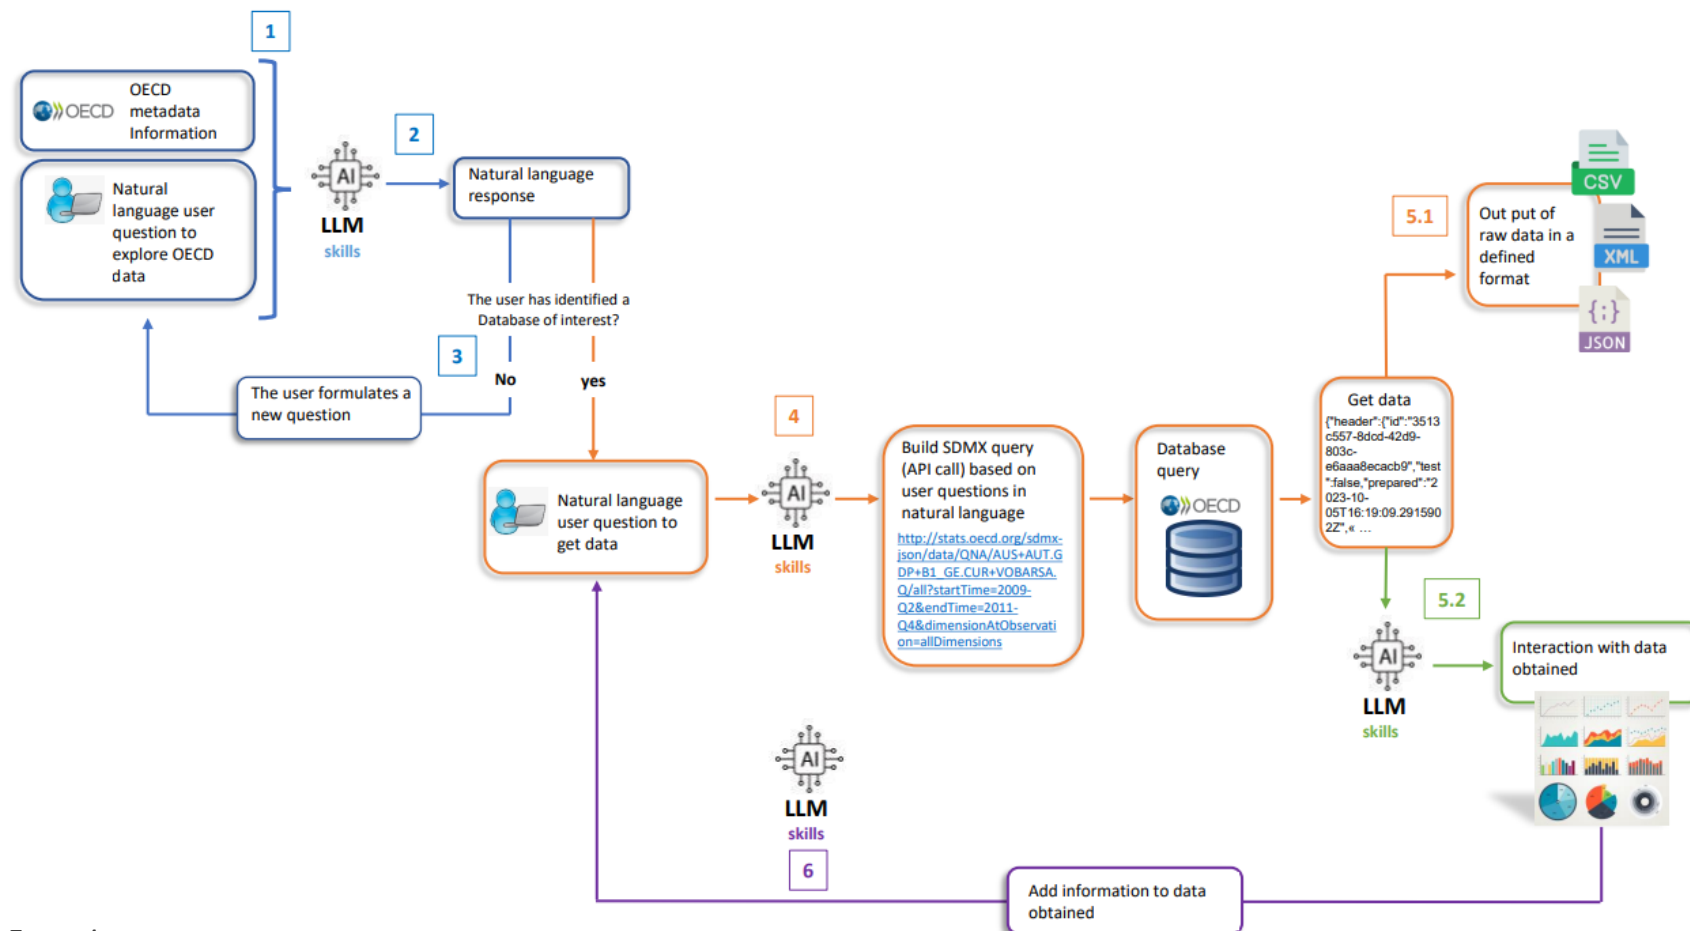 1
OECD
OECD
metadata
Information
Natural
language user
question to
explore OECD
data
AI
LLM
skills
2
Natural language
response
The user has identified a
Database of interest?
3
No
yes
The user formulates a
new question
Natural language
user question to
get data
4
AI
LLM
skills
Build SDMX query
(API call) based on
user questions in
natural language
http://stats.oecd.org/sdmx-
json/data/QNA/AUS+AUT.G
DP+B1_GE.CUR+VOBARSA.
Q/all?startTime=2009-
Q2&endTime=2011-
Q4&dimensionAtObservati
on=allDimensions
Database
query
OECD
Get data
{"header":{"id":"3513
c557-8dcd-42d9-
803c-
e6aaa8ecacb9","test
":false,"prepared":"2
023-10-
05T16:19:09.291590
2Z",« ...
5.1
Out put of
raw data in a
defined
format
CSV
XML
{;}
JSON
5.2
AI
LLM
skills
Interaction with data
obtained
AI
LLM
skills
6
Add information to data
obtained